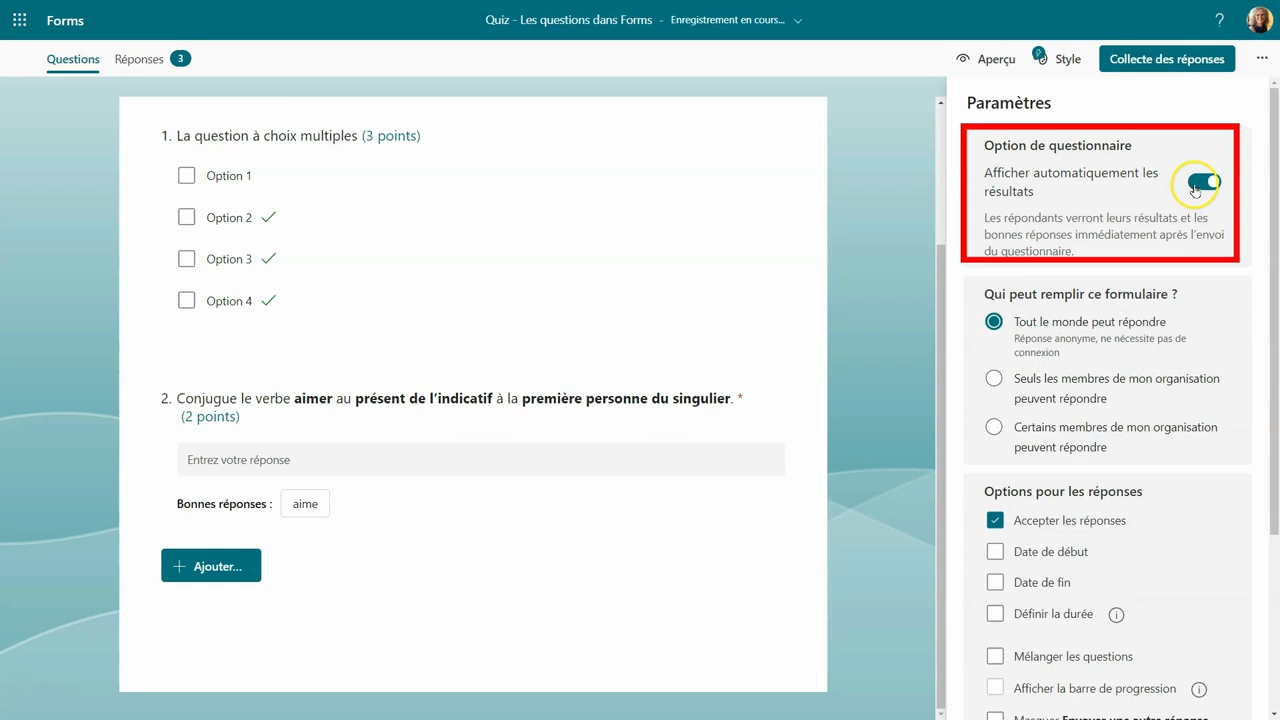 Forms
Quiz - Les questions dans Forms - Enregistrement en cours...
?
Questions
Réponses 3
Aperçu
Style
Collecte des réponses
...
1. La question à choix multiples (3 points)
Option 1
Option 2
Option 3
Option 4
2. Conjugue le verbe aimer au présent de l'indicatif à la première personne du singulier. *
(2 points)
Entrez votre réponse
Bonnes réponses : aime
+ Ajouter...
Paramètres
Option de questionnaire
Afficher automatiquement les
résultats
Les répondants verront leurs résultats et les
bonnes réponses immédiatement après l'envoi
du questionnaire.
Qui peut remplir ce formulaire ?
Tout le monde peut répondre
Réponse anonyme, ne nécessite pas de
connexion
Seuls les membres de mon organisation
peuvent répondre
Certains membres de mon organisation
peuvent répondre
Options pour les réponses
Accepter les réponses
Date de début
Date de fin
Définir la durée
Mélanger les questions
Afficher la barre de progression
Masquer Envoyer une autre réponse